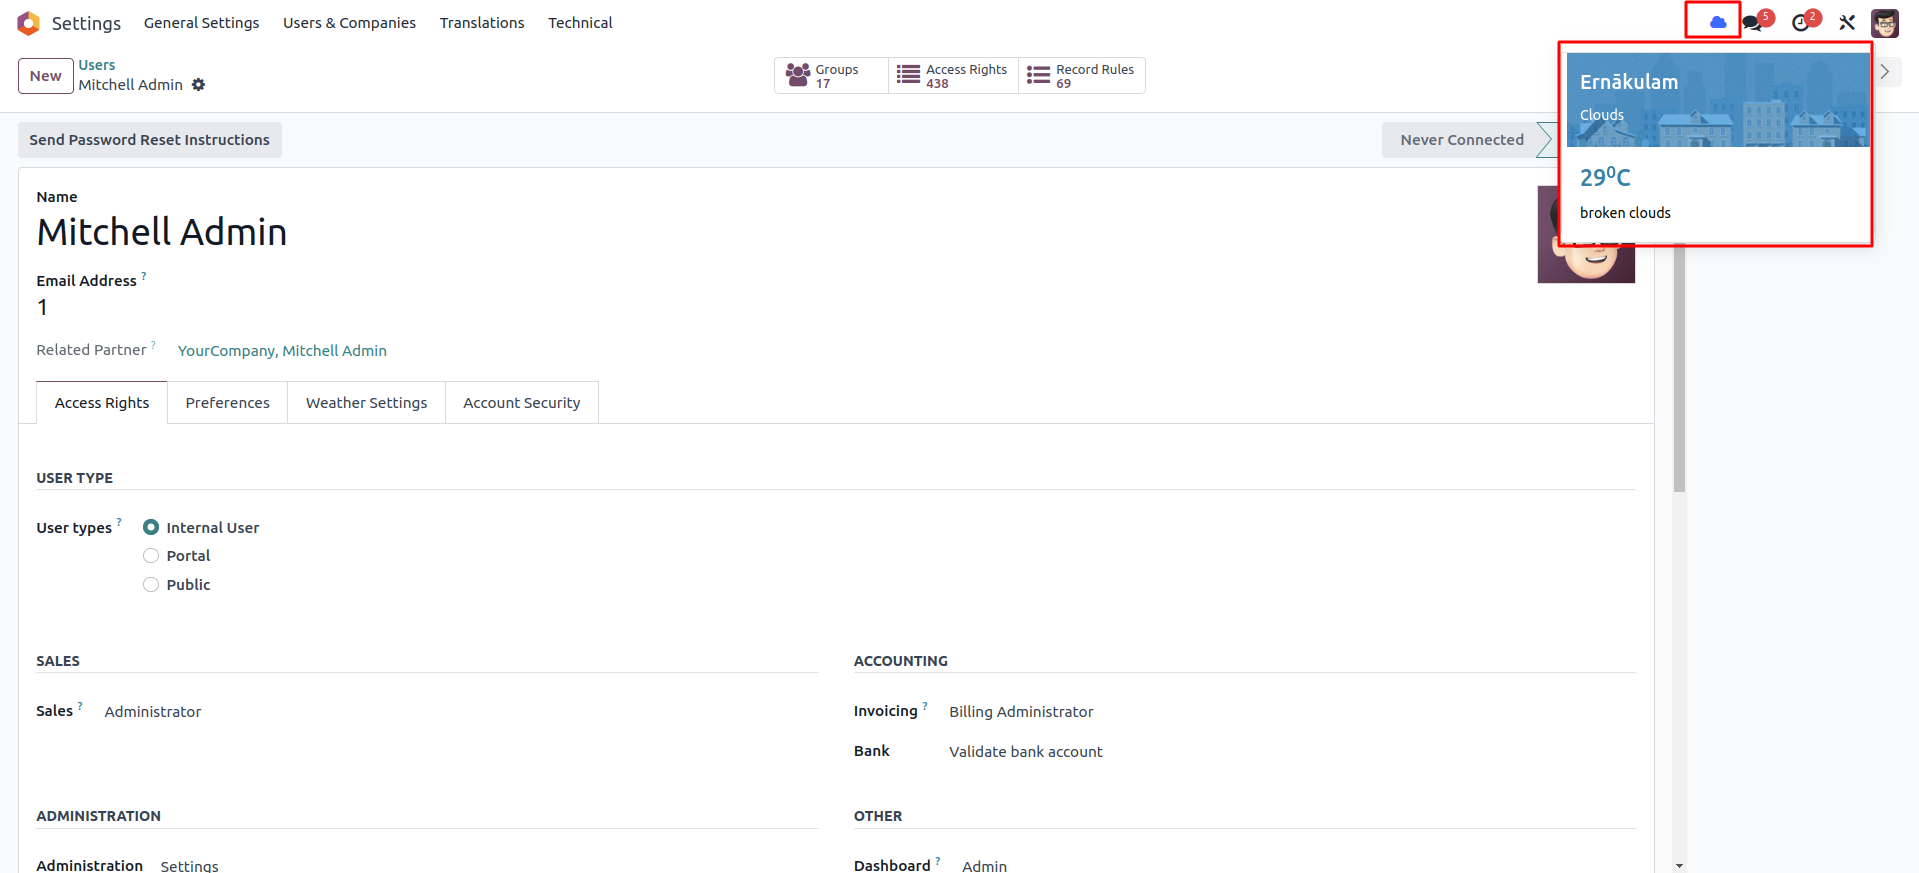 Settings General Settings Users & Companies Translations Technical 5 2
New
Users
Mitchell Admin
Groups
17
Access Rights
438
Record Rules
69
Ernākulam
Clouds
29⁰C
broken clouds
Send Password Reset Instructions
Never Connected
Name
Mitchell Admin
Email Address ?
1
Related Partner ? YourCompany, Mitchell Admin
Access Rights Preferences Weather Settings Account Security
USER TYPE
User types ? Internal User
Portal
Public
SALES
Sales ? Administrator
ACCOUNTING
Invoicing ? Billing Administrator
Bank Validate bank account
ADMINISTRATION
Administration Settings
OTHER
Dashboard ? Admin